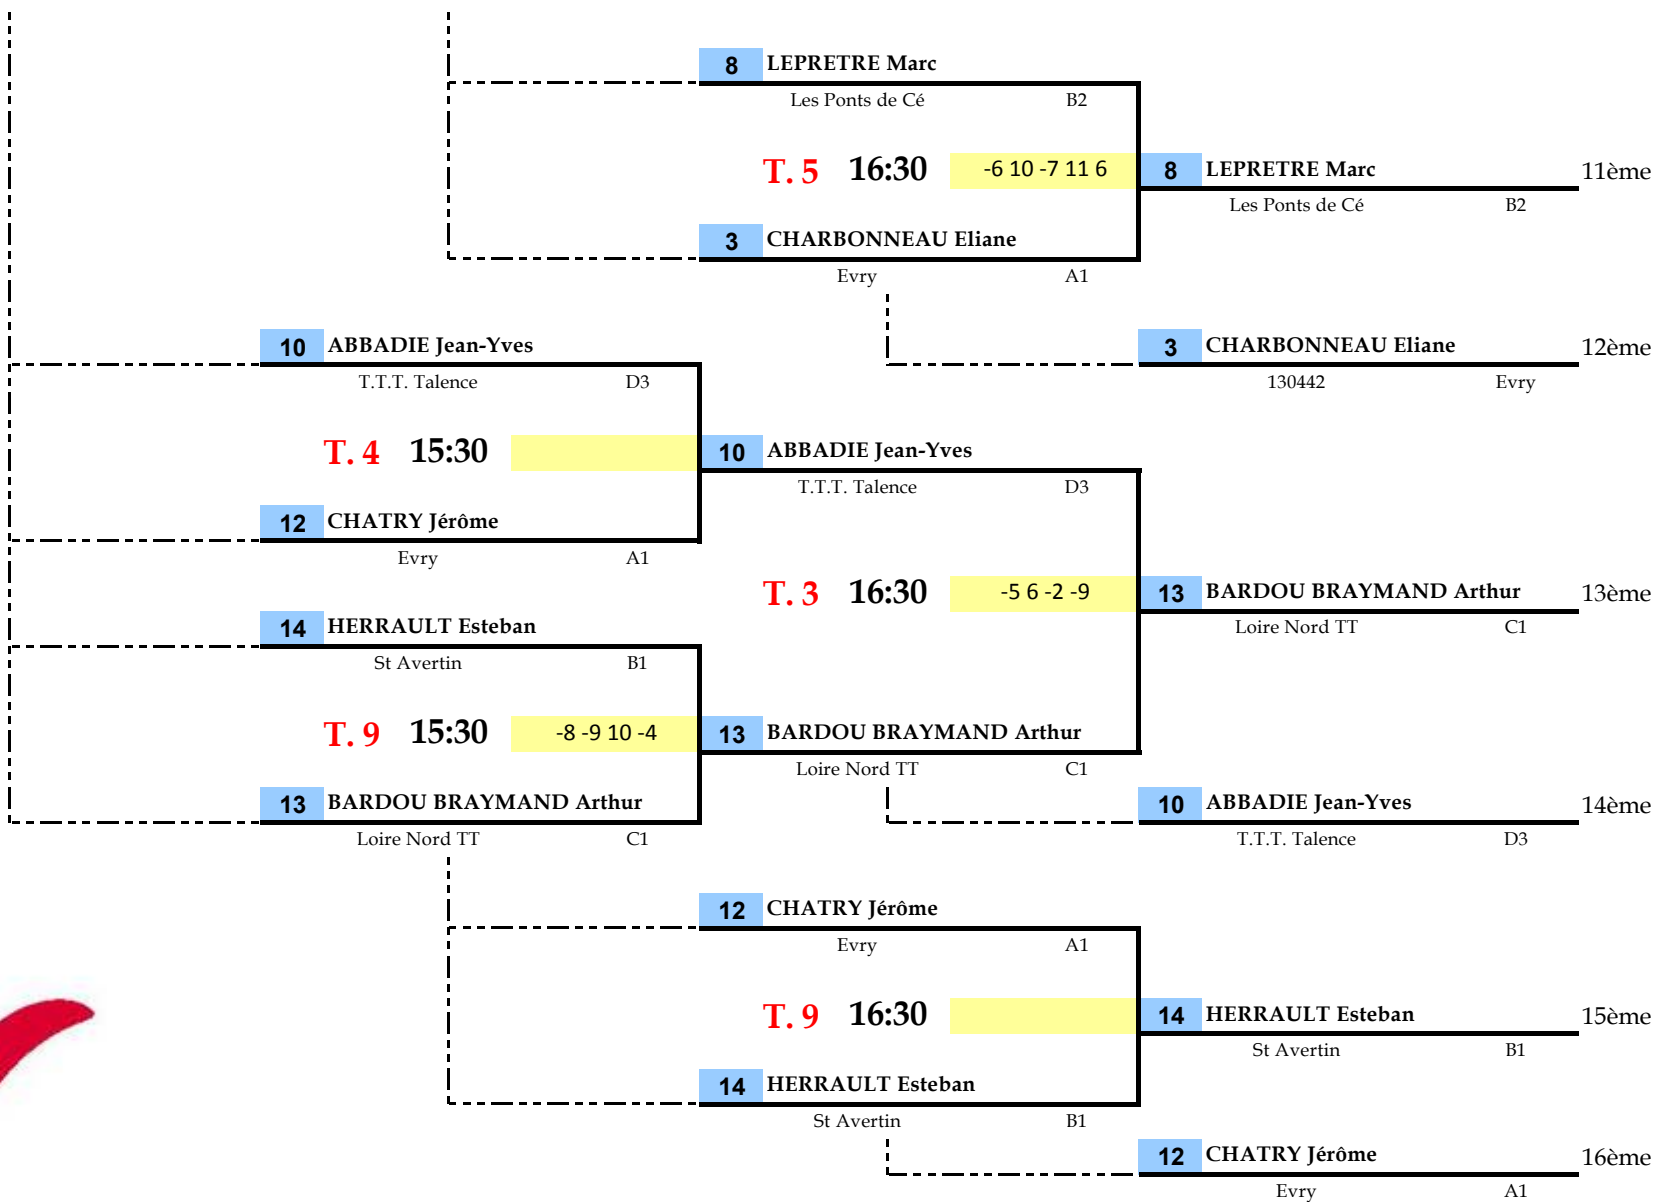 8 LEPRETRE Marc
Les Ponts de Cé B2
T. 5 16:30 -6 10 -7 11 6
8 LEPRETRE Marc 11ème
Les Ponts de Cé B2
3 CHARBONNEAU Eliane
Evry A1
10 ABBADIE Jean-Yves
3 CHARBONNEAU Eliane 12ème
T.T.T. Talence D3
130442 Evry
T. 4 15:30
10 ABBADIE Jean-Yves
T.T.T. Talence D3
12 CHATRY Jérôme
Evry A1
T. 3 16:30 -5 6 -2 -9
13 BARDOU BRAYMAND Arthur 13ème
Loire Nord TT C1
14 HERRAULT Esteban
St Avertin B1
T. 9 15:30 -8 -9 10 -4
13 BARDOU BRAYMAND Arthur
Loire Nord TT C1
13 BARDOU BRAYMAND Arthur
10 ABBADIE Jean-Yves 14ème
Loire Nord TT C1
T.T.T. Talence D3
12 CHATRY Jérôme
Evry A1
T. 9 16:30
14 HERRAULT Esteban 15ème
St Avertin B1
14 HERRAULT Esteban
St Avertin B1
12 CHATRY Jérôme 16ème
Evry A1